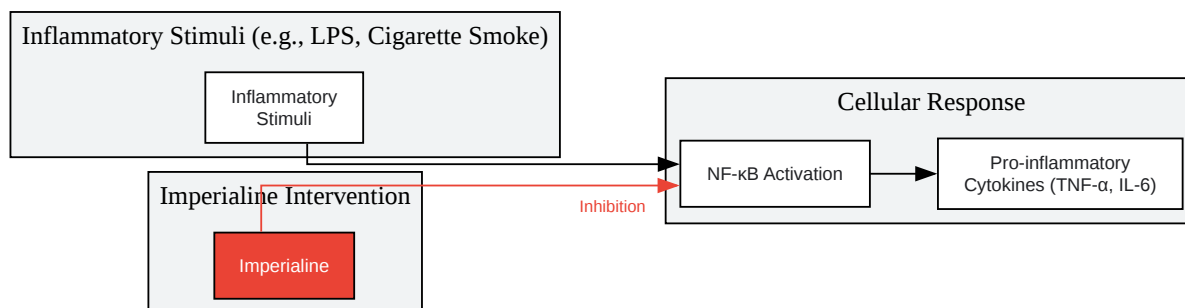 Inflammatory Stimuli (e.g., LPS, Cigarette Smoke)
Inflammatory
Stimuli
Cellular Response
NF-κB Activation
Pro-inflammatory
Cytokines (TNF-α, IL-6)
Imperialine Intervention
Inhibition
Imperialine